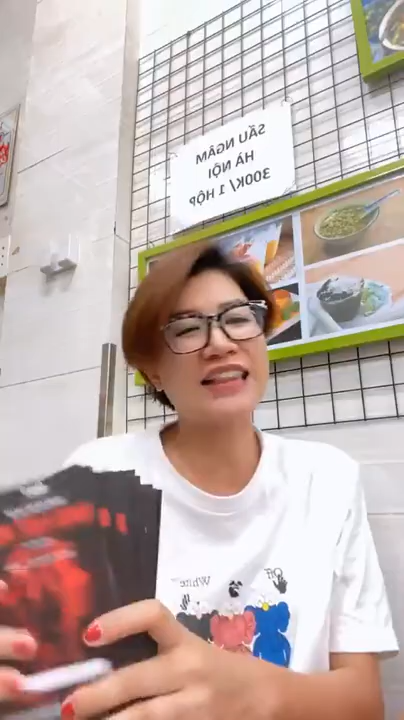 SẤU NGÂM
HÀ NỘI
300K/1 HỘP
Off
White